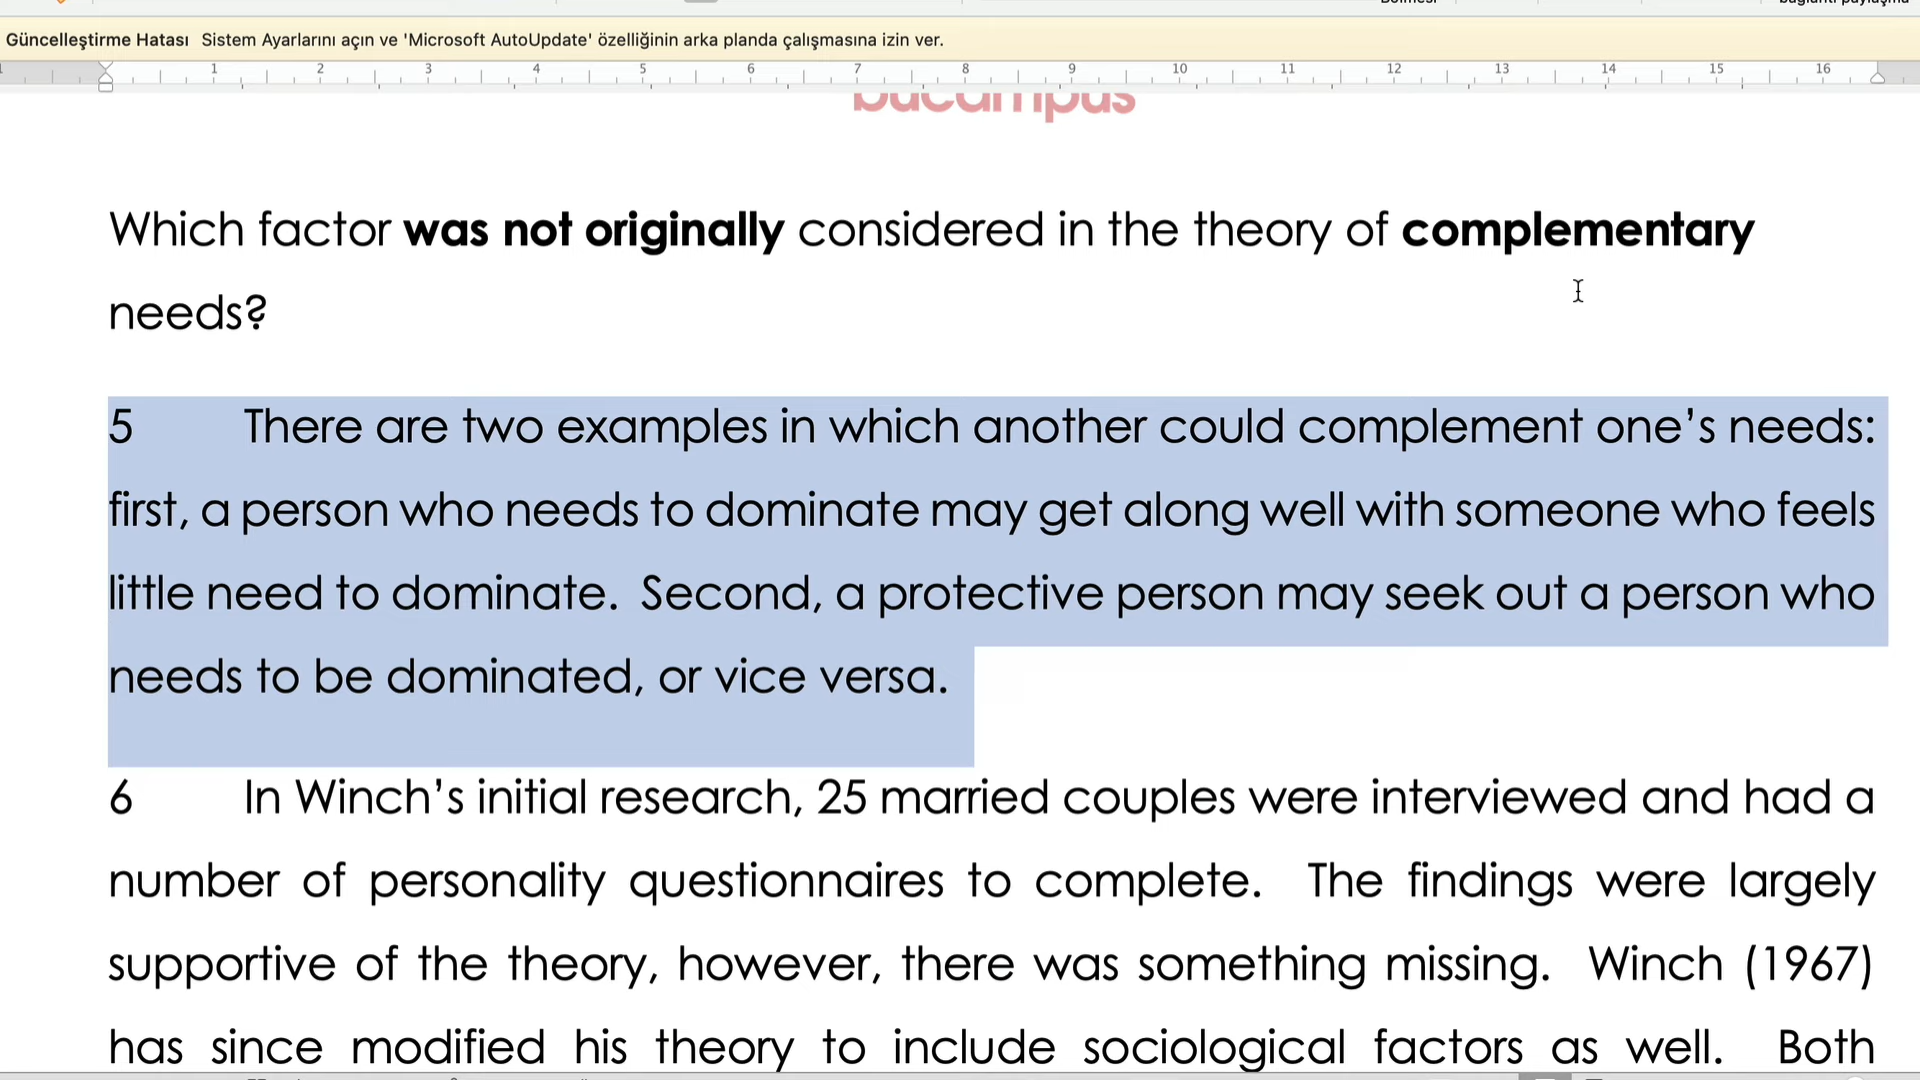 Güncelleştirme Hatası Sistem Ayarlarını açın ve 'Microsoft AutoUpdate' özelliğinin arka planda çalışmasına izin ver.
1 2 3 4 5 6 7 8 9 10 11 12 13 14 15 16
bucampus
Which factor was not originally considered in the theory of complementary
needs?
5 There are two examples in which another could complement one’s needs:
first, a person who needs to dominate may get along well with someone who feels
little need to dominate. Second, a protective person may seek out a person who
needs to be dominated, or vice versa.
6 In Winch’s initial research, 25 married couples were interviewed and had a
number of personality questionnaires to complete. The findings were largely
supportive of the theory, however, there was something missing. Winch (1967)
has since modified his theory to include sociological factors as well. Both